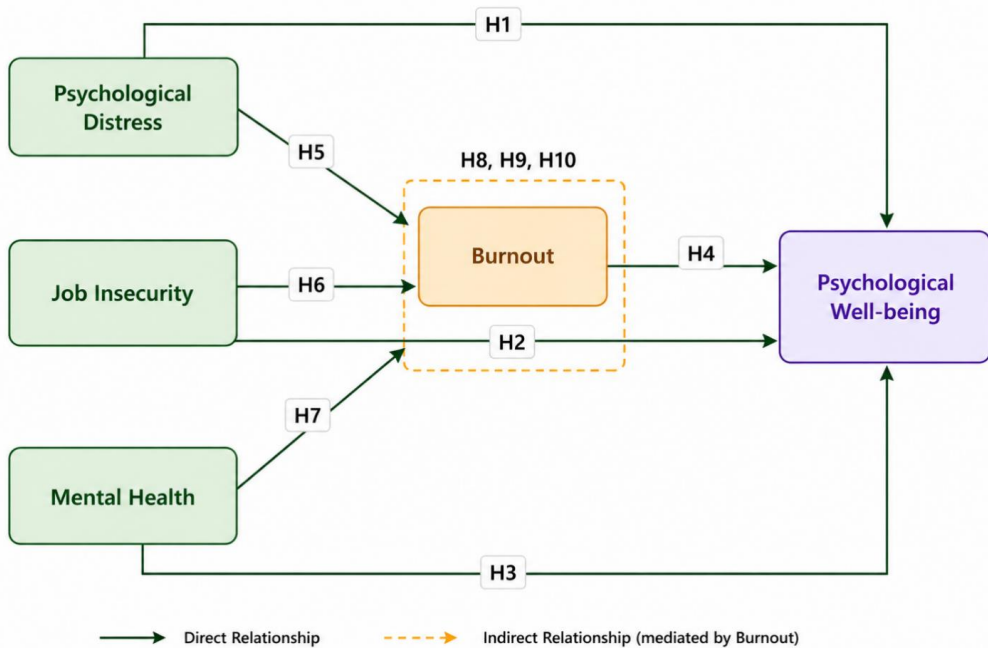 H1
Psychological
Distress
H5
H8, H9, H10
Burnout
H4
Job Insecurity
H6
Psychological
Well-being
H2
H7
Mental Health
H3
Direct Relationship
Indirect Relationship (mediated by Burnout)